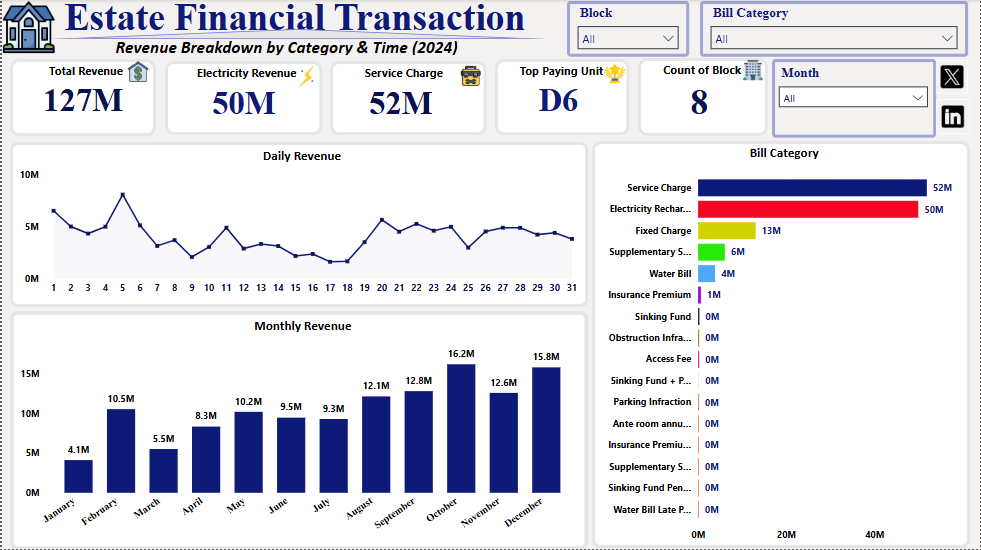 Estate Financial Transaction
Revenue Breakdown by Category & Time (2024)
Block
All
Bill Category
All
Total Revenue
127M
Electricity Revenue
50M
Service Charge
52M
Top Paying Unit
D6
Count of Block
8
Month
All
X
in
Daily Revenue
10M
5M
0M
1 2 3 4 5 6 7 8 9 10 11 12 13 14 15 16 17 18 19 20 21 22 23 24 25 26 27 28 29 30 31
Monthly Revenue
15M
10M
5M
0M
4.1M
10.5M
5.5M
8.3M
10.2M
9.5M
9.3M
12.1M
12.8M
16.2M
12.6M
15.8M
January
February
March
April
May
June
July
August
September
October
November
December
Bill Category
Service Charge 52M
Electricity Rechar... 50M
Fixed Charge 13M
Supplementary S... 6M
Water Bill 4M
Insurance Premium 1M
Sinking Fund 0M
Obstruction Infra... 0M
Access Fee 0M
Sinking Fund + P... 0M
Parking Infraction 0M
Ante room annu... 0M
Insurance Premiu... 0M
Supplementary S... 0M
Sinking Fund Pen... 0M
Water Bill Late P... 0M
0M 20M 40M